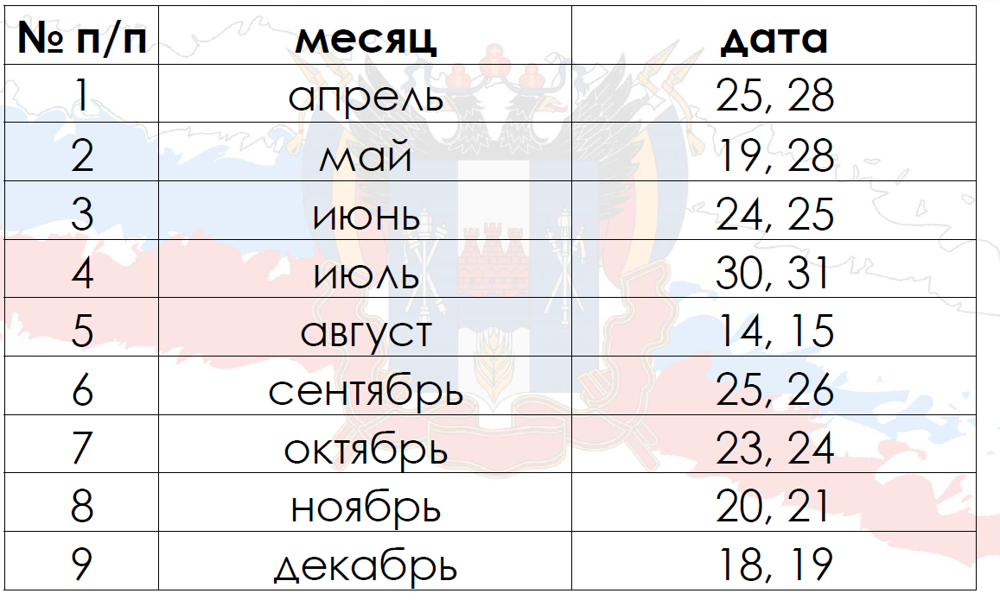 № п/п месяц дата
1 апрель 25, 28
2 май 19, 28
3 июнь 24, 25
4 июль 30, 31
5 август 14, 15
6 сентябрь 25, 26
7 октябрь 23, 24
8 ноябрь 20, 21
9 декабрь 18, 19